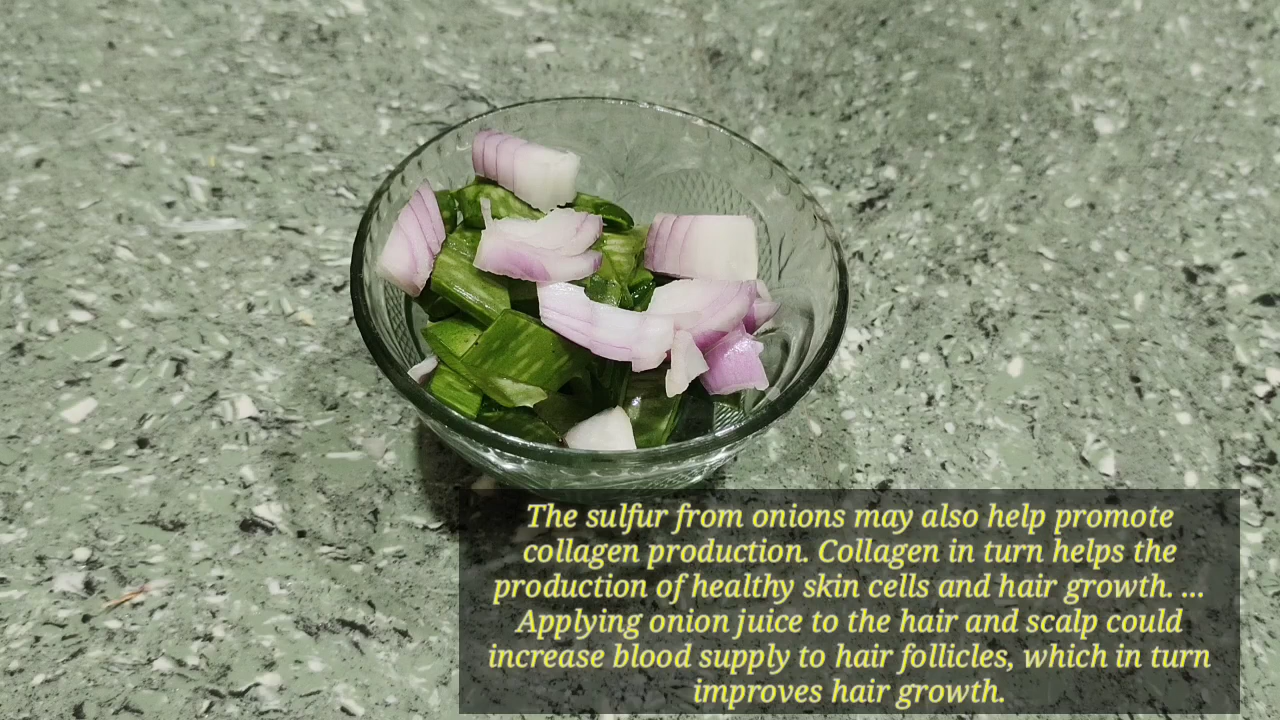 The sulfur from onions may also help promote
collagen production. Collagen in turn helps the
production of healthy skin cells and hair growth. ...
Applying onion juice to the hair and scalp could
increase blood supply to hair follicles, which in turn
improves hair growth.